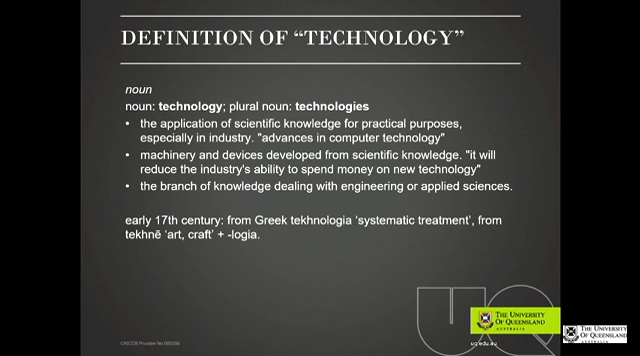 DEFINITION OF “TECHNOLOGY”
noun
noun: technology; plural noun: technologies
• the application of scientific knowledge for practical purposes,
especially in industry. "advances in computer technology"
• machinery and devices developed from scientific knowledge. "it will
reduce the industry's ability to spend money on new technology"
• the branch of knowledge dealing with engineering or applied sciences.
early 17th century: from Greek tekhnologia ‘systematic treatment’, from
tekhnē ‘art, craft’ + -logia.
UQ
THE UNIVERSITY
OF QUEENSLAND
AUSTRALIA
THE UNIVERSITY
OF QUEENSLAND
AUSTRALIA
CRICOS Provider No
uq.edu.au